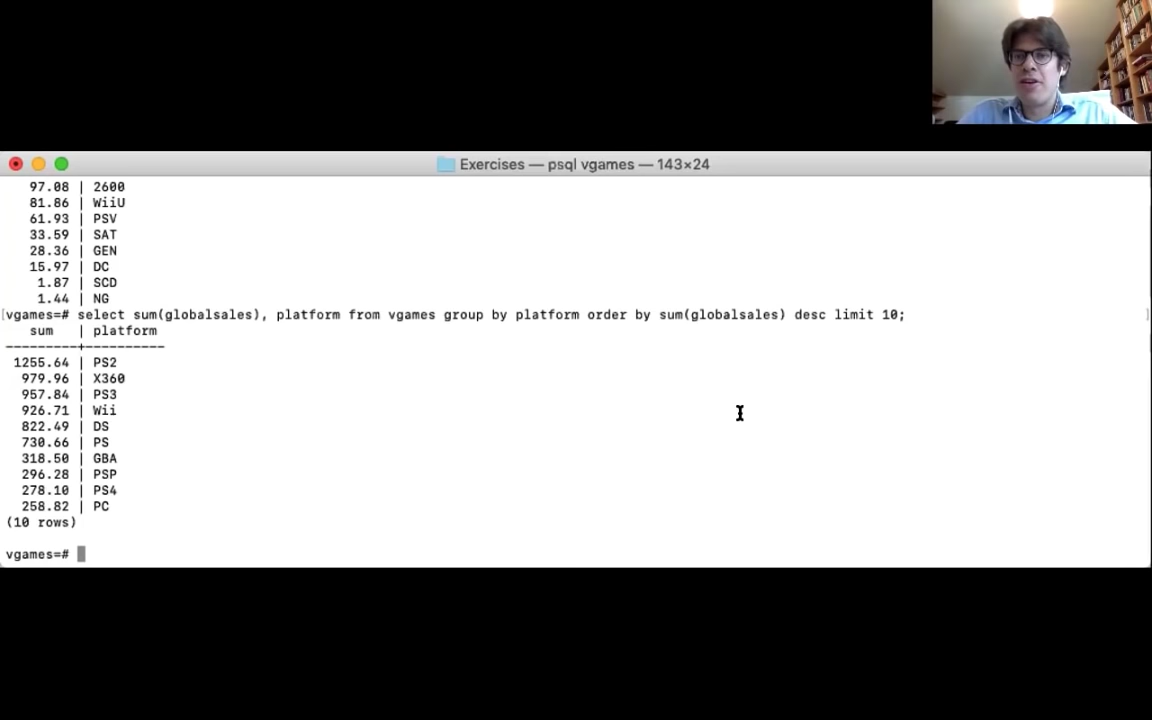 Exercises — psql vgames — 143×24
97.08 | 2600
81.86 | WiiU
61.93 | PSV
33.59 | SAT
28.36 | GEN
15.97 | DC
1.87 | SCD
1.44 | NG
[vgames=# select sum(globalsales), platform from vgames group by platform order by sum(globalsales) desc limit 10; ]
sum | platform
---------+----------
1255.64 | PS2
979.96 | X360
957.84 | PS3
926.71 | Wii
822.49 | DS
730.66 | PS
318.50 | GBA
296.28 | PSP
278.10 | PS4
258.82 | PC
(10 rows)
vgames=#